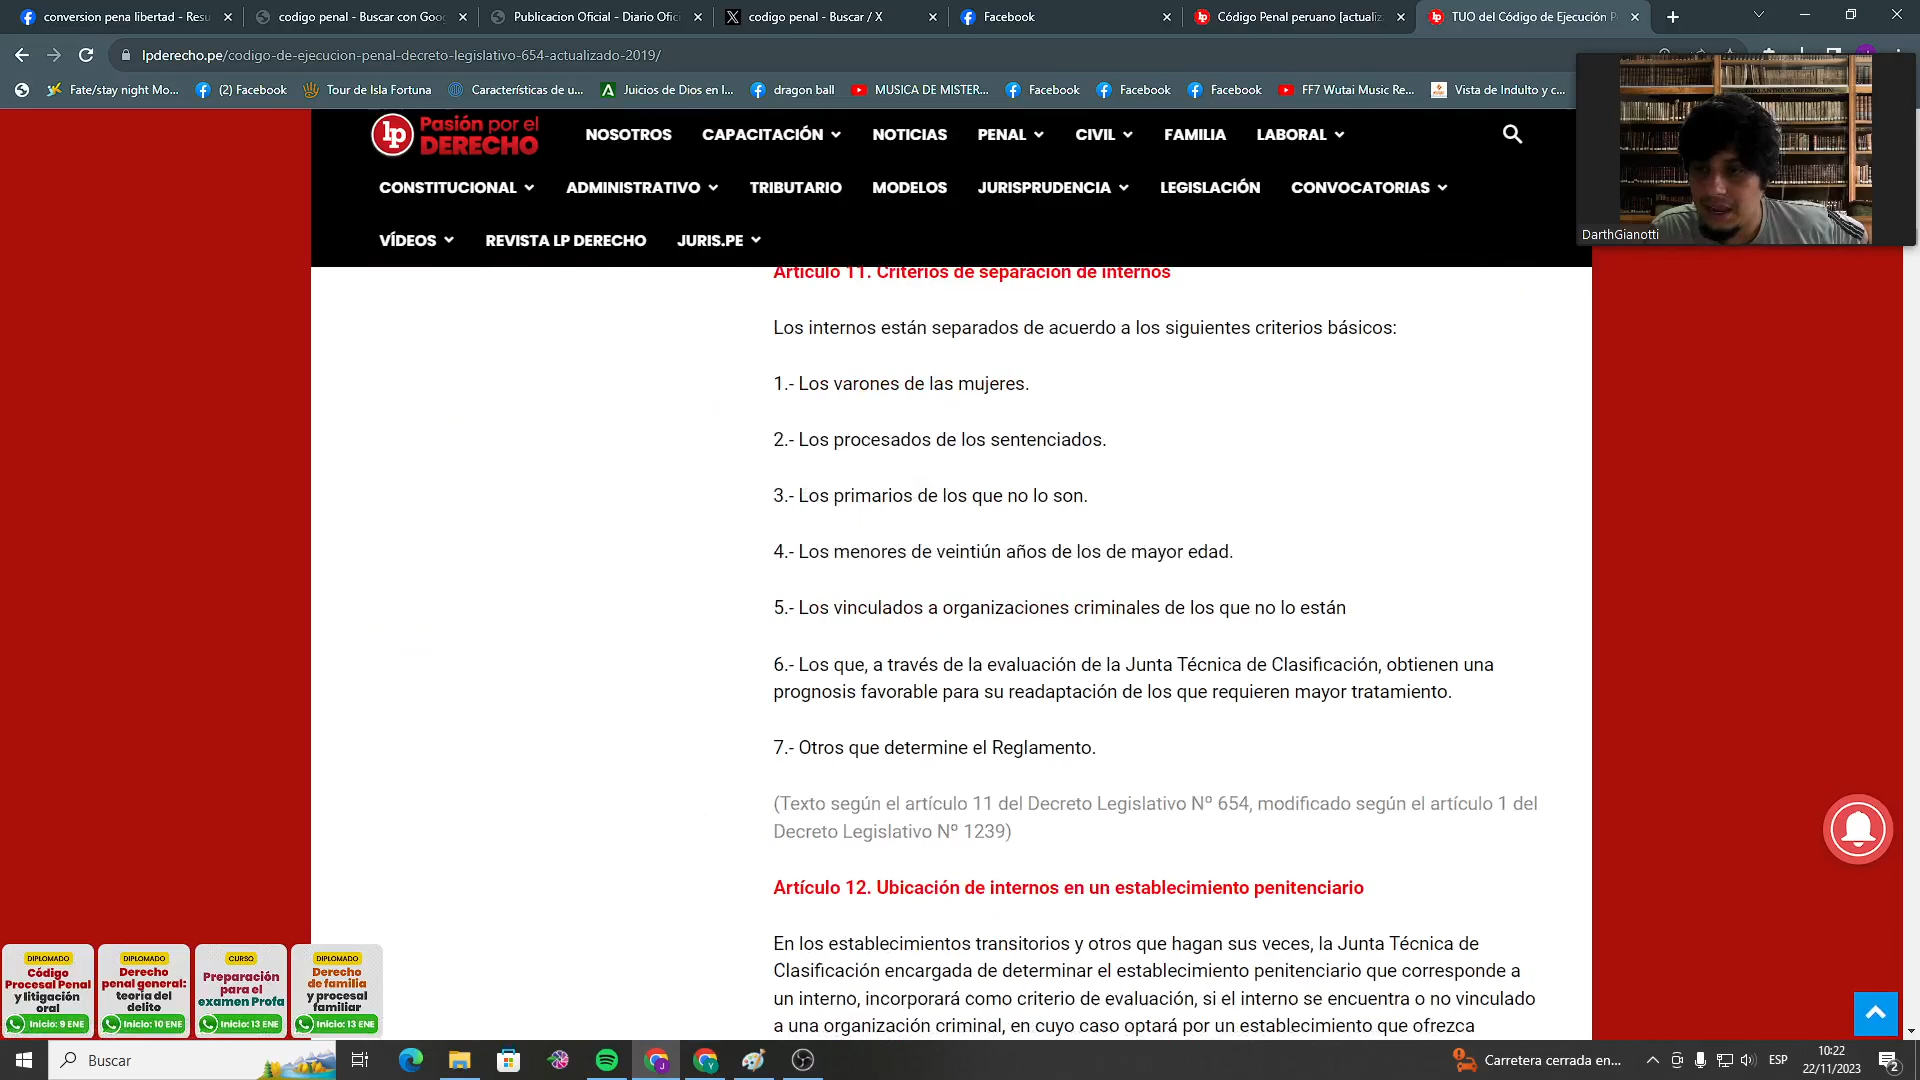 conversion pena libertad - Resu
codigo penal - Buscar con Goo
Publicacion Oficial - Diario Ofici
codigo penal - Buscar / X
Facebook
Código Penal peruano [actualiz
TUO del Código de Ejecución P
lpderecho.pe/codigo-de-ejecucion-penal-decreto-legislativo-654-actualizado-2019/
Fate/stay night Mo...
(2) Facebook
Tour de Isla Fortuna
Características de u...
Juicios de Dios en l...
dragon ball
MUSICA DE MISTER...
Facebook
Facebook
Facebook
FF7 Wutai Music Re...
Vista de Indulto y c...
lp Pasión por el
DERECHO
NOSOTROS CAPACITACIÓN NOTICIAS PENAL CIVIL FAMILIA LABORAL
CONSTITUCIONAL ADMINISTRATIVO TRIBUTARIO MODELOS JURISPRUDENCIA LEGISLACIÓN CONVOCATORIAS
VÍDEOS REVISTA LP DERECHO JURIS.PE
DarthGianotti
Artículo 11. Criterios de separación de internos
Los internos están separados de acuerdo a los siguientes criterios básicos:
1.- Los varones de las mujeres.
2.- Los procesados de los sentenciados.
3.- Los primarios de los que no lo son.
4.- Los menores de veintiún años de los de mayor edad.
5.- Los vinculados a organizaciones criminales de los que no lo están
6.- Los que, a través de la evaluación de la Junta Técnica de Clasificación, obtienen una
prognosis favorable para su readaptación de los que requieren mayor tratamiento.
7.- Otros que determine el Reglamento.
(Texto según el artículo 11 del Decreto Legislativo Nº 654, modificado según el artículo 1 del
Decreto Legislativo Nº 1239)
Artículo 12. Ubicación de internos en un establecimiento penitenciario
En los establecimientos transitorios y otros que hagan sus veces, la Junta Técnica de
Clasificación encargada de determinar el establecimiento penitenciario que corresponde a
un interno, incorporará como criterio de evaluación, si el interno se encuentra o no vinculado
a una organización criminal, en cuyo caso optará por un establecimiento que ofrezca
DIPLOMADO
Código
Procesal Penal
y litigación
oral
Inicio: 9 ENE
DIPLOMADO
Derecho
penal general:
teoría del
delito
Inicio: 10 ENE
CURSO
Preparación
para el
examen Profa
Inicio: 13 ENE
DIPLOMADO
Derecho
de familia
y procesal
familiar
Inicio: 13 ENE
Buscar
Carretera cerrada en...
ESP
10:22
22/11/2023
2